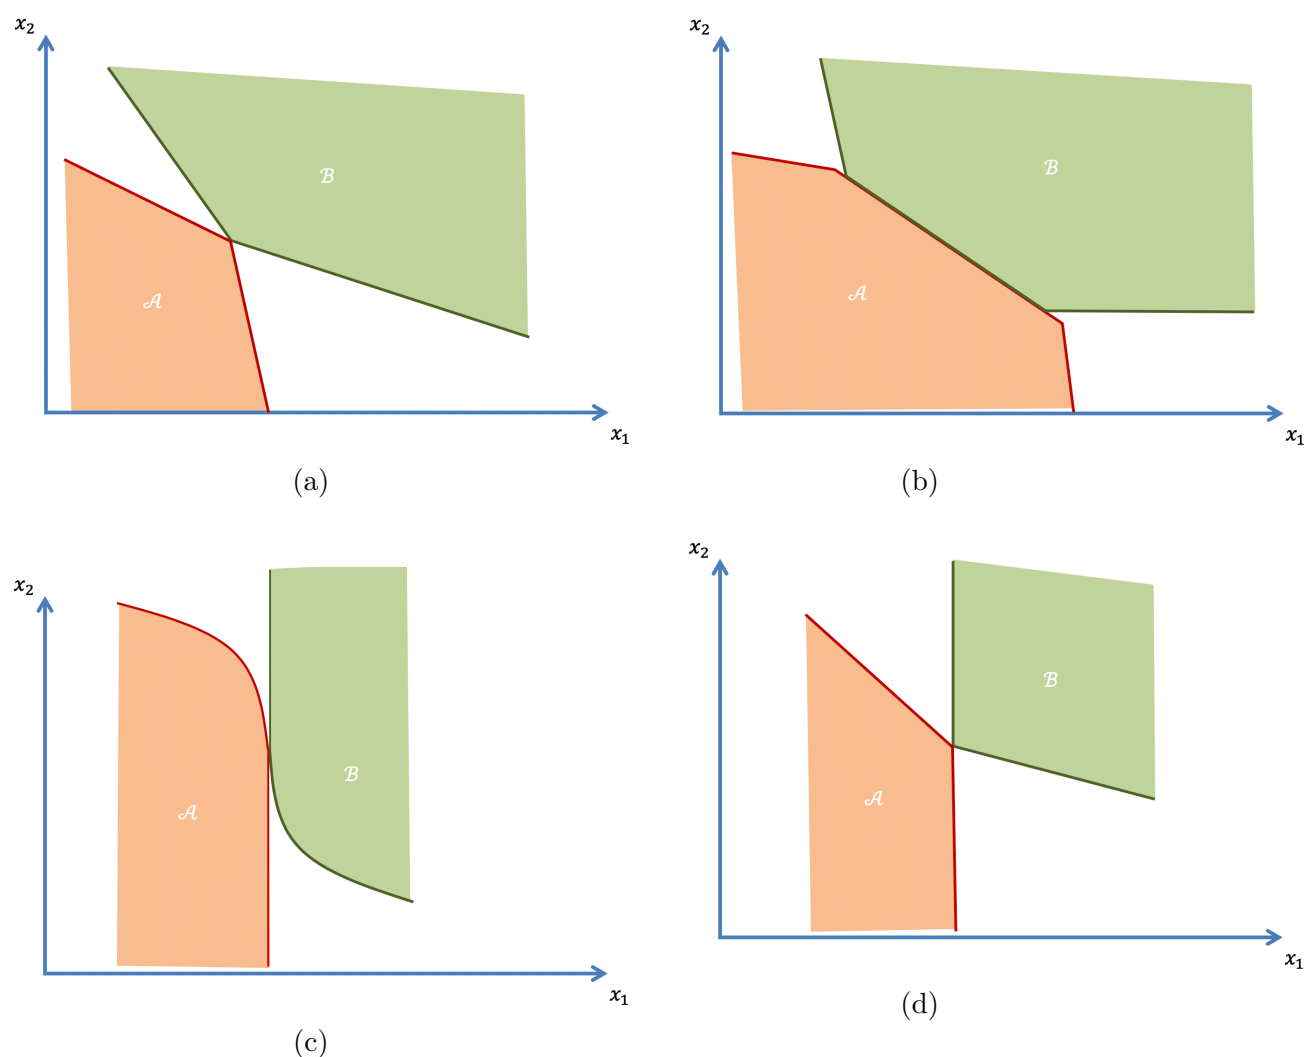 x₂
x₂
ℬ
ℬ
𝒜
𝒜
x₁
x₁
(a)
(b)
x₂
x₂
ℬ
ℬ
𝒜
𝒜
x₁
x₁
(c)
(d)